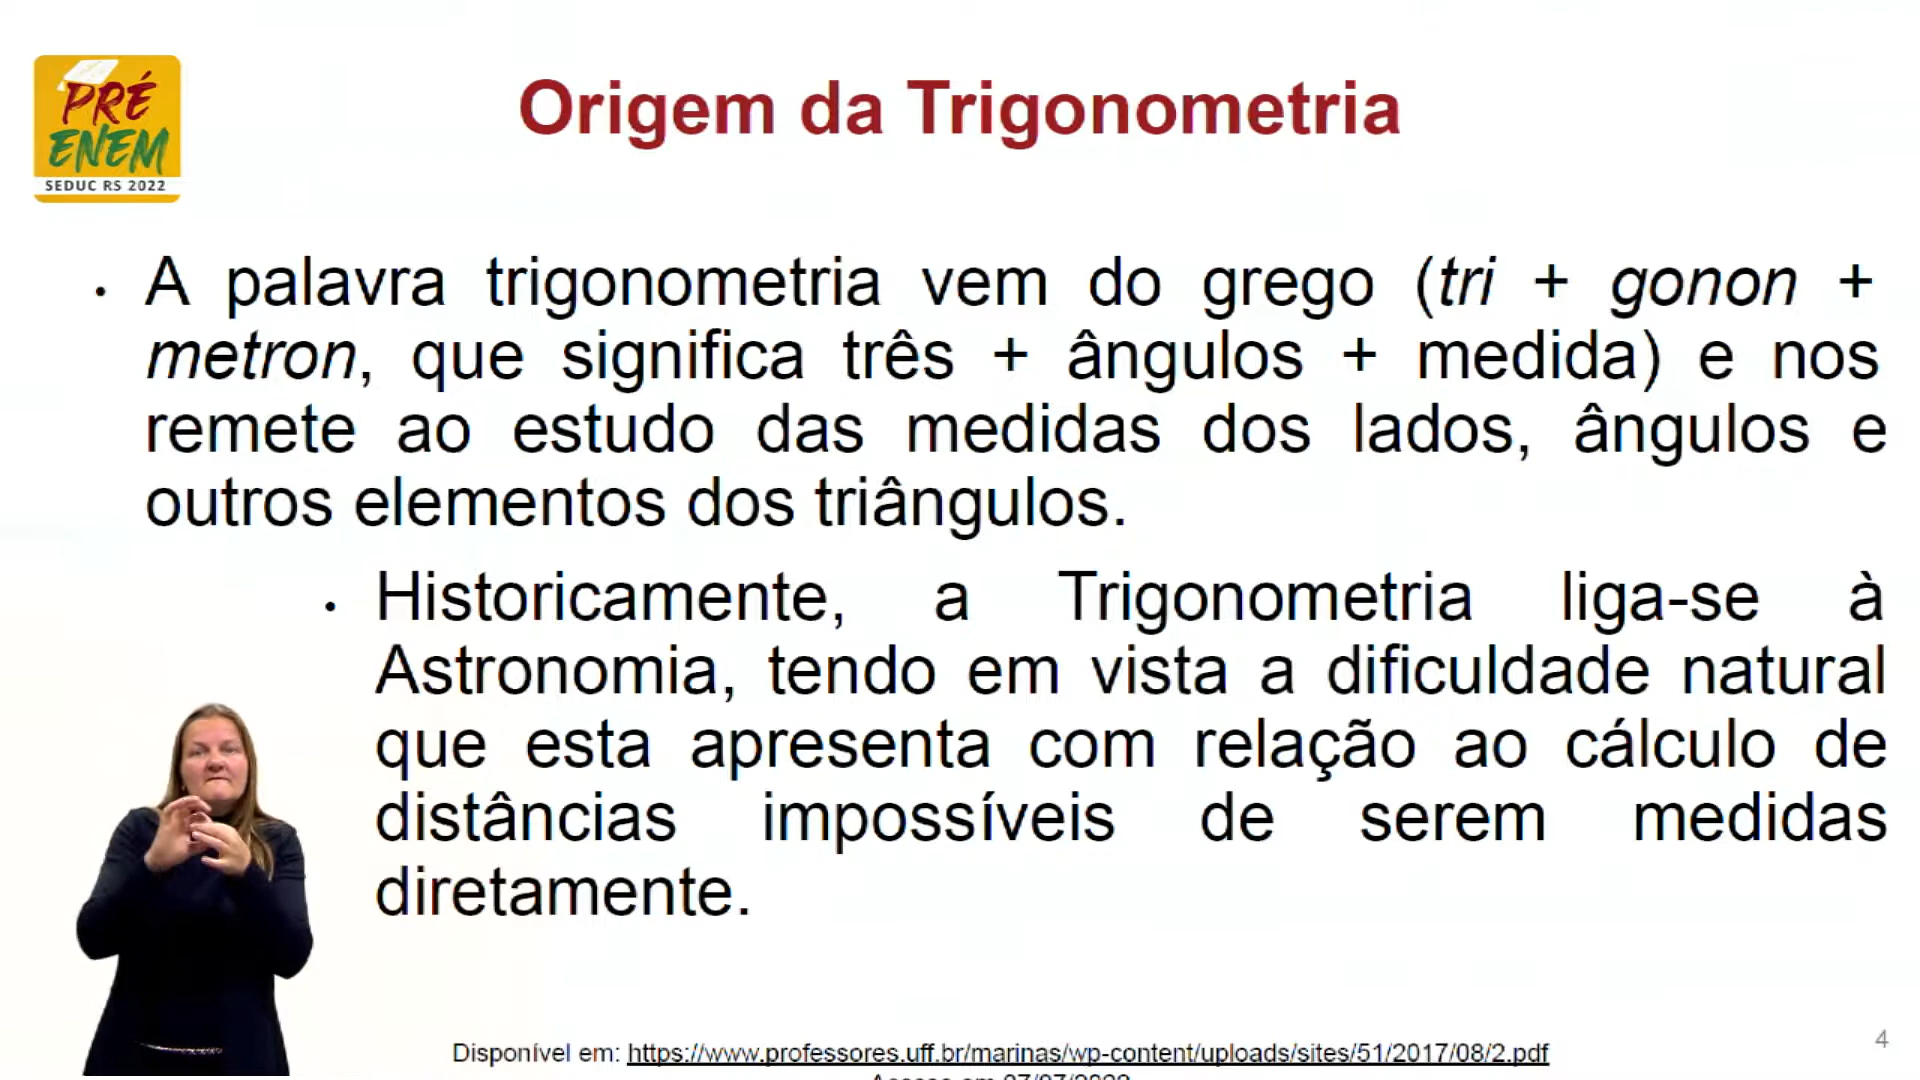 PRÉ
ENEM
SEDUC RS 2022
Origem da Trigonometria
• A palavra trigonometria vem do grego (tri + gonon +
metron, que significa três + ângulos + medida) e nos
remete ao estudo das medidas dos lados, ângulos e
outros elementos dos triângulos.
• Historicamente, a Trigonometria liga-se à
Astronomia, tendo em vista a dificuldade natural
que esta apresenta com relação ao cálculo de
distâncias impossíveis de serem medidas
diretamente.
Disponível em: https://www.professores.uff.br/marinas/wp-content/uploads/sites/51/2017/08/2.pdf
4